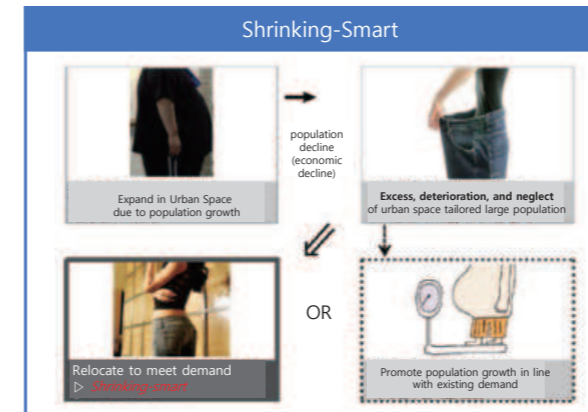 Shrinking-Smart
population
decline
(economic
decline)
Expand in Urban Space
due to population growth
Excess, deterioration, and neglect
of urban space tailored large population
OR
Relocate to meet demand
▷ Shrinking smart
Promote population growth in line
with existing demand